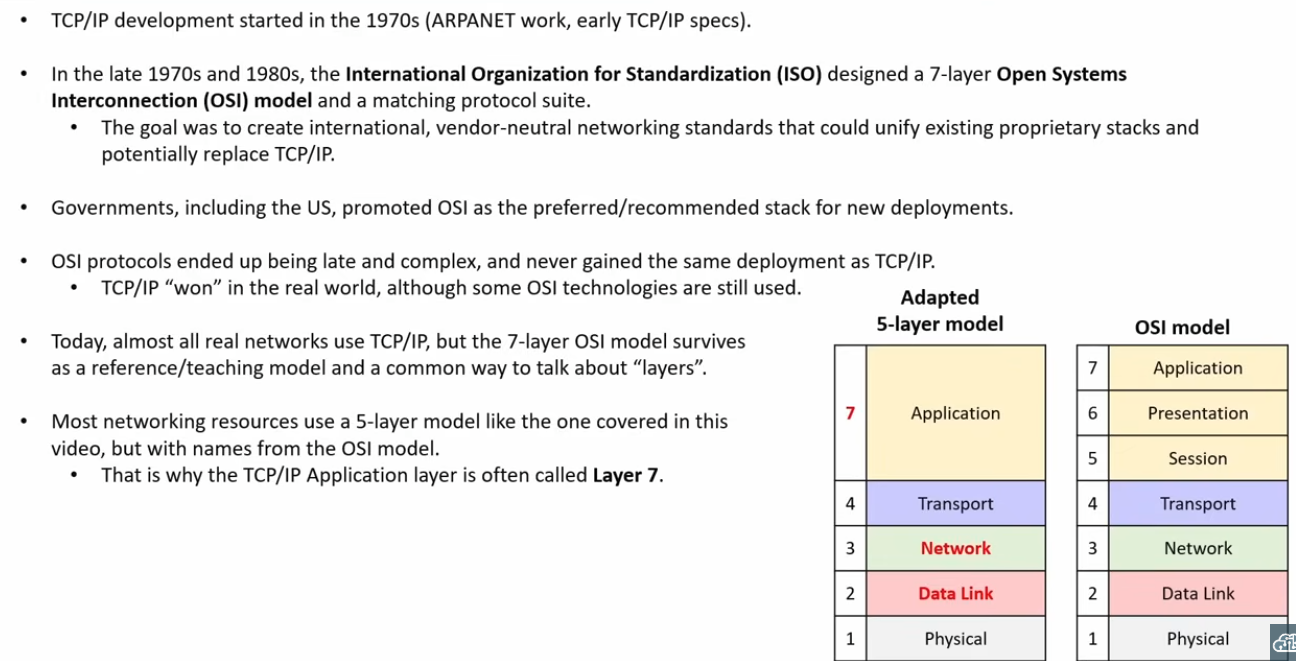 • TCP/IP development started in the 1970s (ARPANET work, early TCP/IP specs).
• In the late 1970s and 1980s, the International Organization for Standardization (ISO) designed a 7-layer Open Systems
Interconnection (OSI) model and a matching protocol suite.
• The goal was to create international, vendor-neutral networking standards that could unify existing proprietary stacks and
potentially replace TCP/IP.
• Governments, including the US, promoted OSI as the preferred/recommended stack for new deployments.
• OSI protocols ended up being late and complex, and never gained the same deployment as TCP/IP.
• TCP/IP “won” in the real world, although some OSI technologies are still used.
• Today, almost all real networks use TCP/IP, but the 7-layer OSI model survives
as a reference/teaching model and a common way to talk about “layers”.
• Most networking resources use a 5-layer model like the one covered in this
video, but with names from the OSI model.
• That is why the TCP/IP Application layer is often called Layer 7.
Adapted
5-layer model
7 Application
4 Transport
3 Network
2 Data Link
1 Physical
OSI model
7 Application
6 Presentation
5 Session
4 Transport
3 Network
2 Data Link
1 Physical